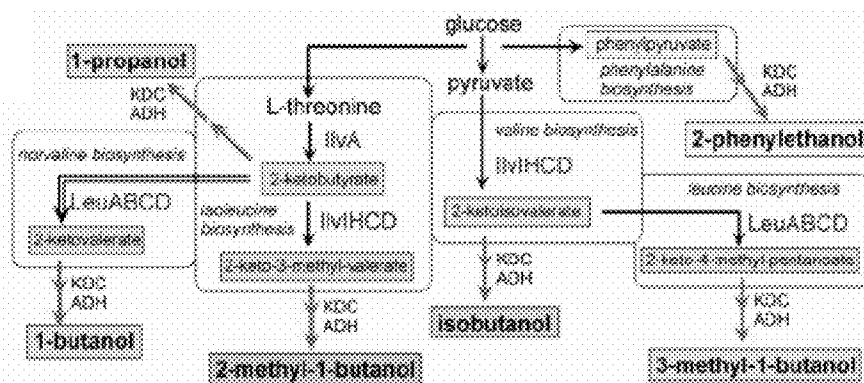 glucose
1-propanol
phenylpyruvate
KDC
ADH
L-threonine
pyruvate
phenylalanine
biosynthesis
KDC
ADH
IlvA
valine biosynthesis
2-phenylethanol
norvaline biosynthesis
IlvIHCD
2-ketobutyrate
leucine biosynthesis
LeuABCD
isoleucine
biosynthesis
IlvIHCD
2-ketoisovalerate
LeuABCD
2-ketovalerate
2-keto-3-methyl-valerate
2-keto-4-methyl-pentanoate
KDC
ADH
KDC
ADH
KDC
ADH
KDC
ADH
1-butanol
isobutanol
2-methyl-1-butanol
3-methyl-1-butanol